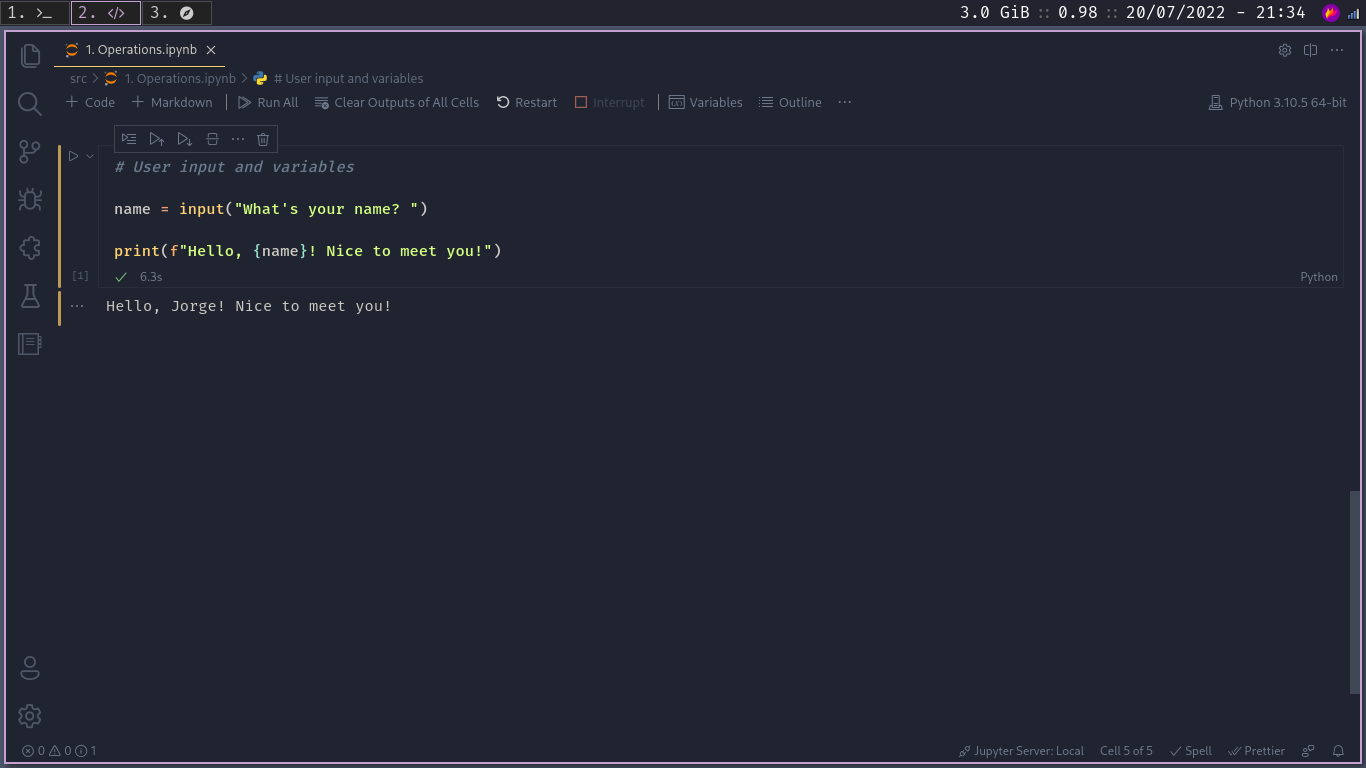 1. 2. 3. 3.0 GiB :: 0.98 :: 20/07/2022 - 21:34
1. Operations.ipynb
src > 1. Operations.ipynb > # User input and variables
+ Code + Markdown | Run All Clear Outputs of All Cells Restart Interrupt | Variables Outline ··· Python 3.10.5 64-bit
# User input and variables
name = input("What's your name? ")
print(f"Hello, {name}! Nice to meet you!")
[1] 6.3s Python
Hello, Jorge! Nice to meet you!
0 0 1 Jupyter Server: Local Cell 5 of 5 Spell Prettier